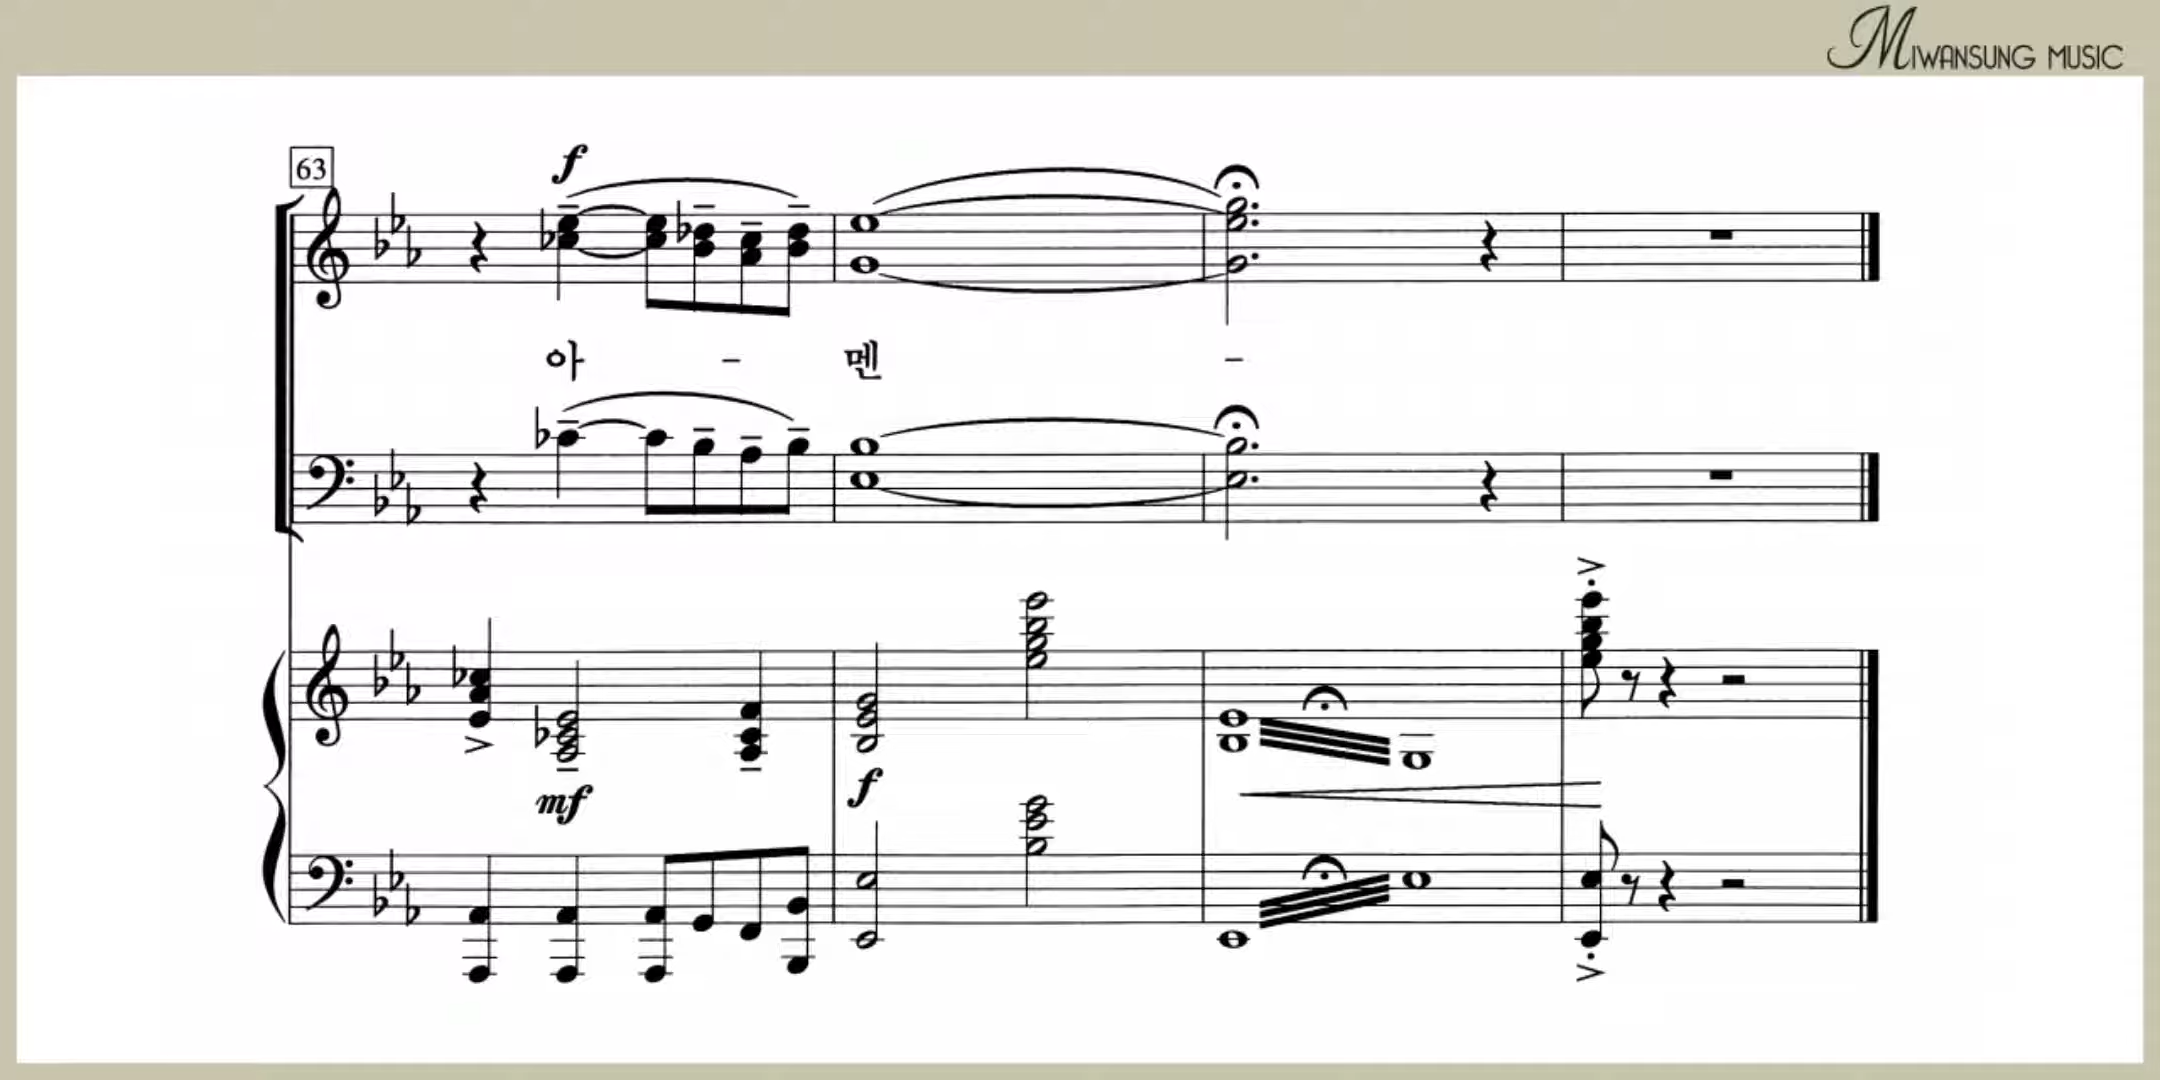 MIWANSUNG MUSIC
63
f
아 - 멘 -
mf
f